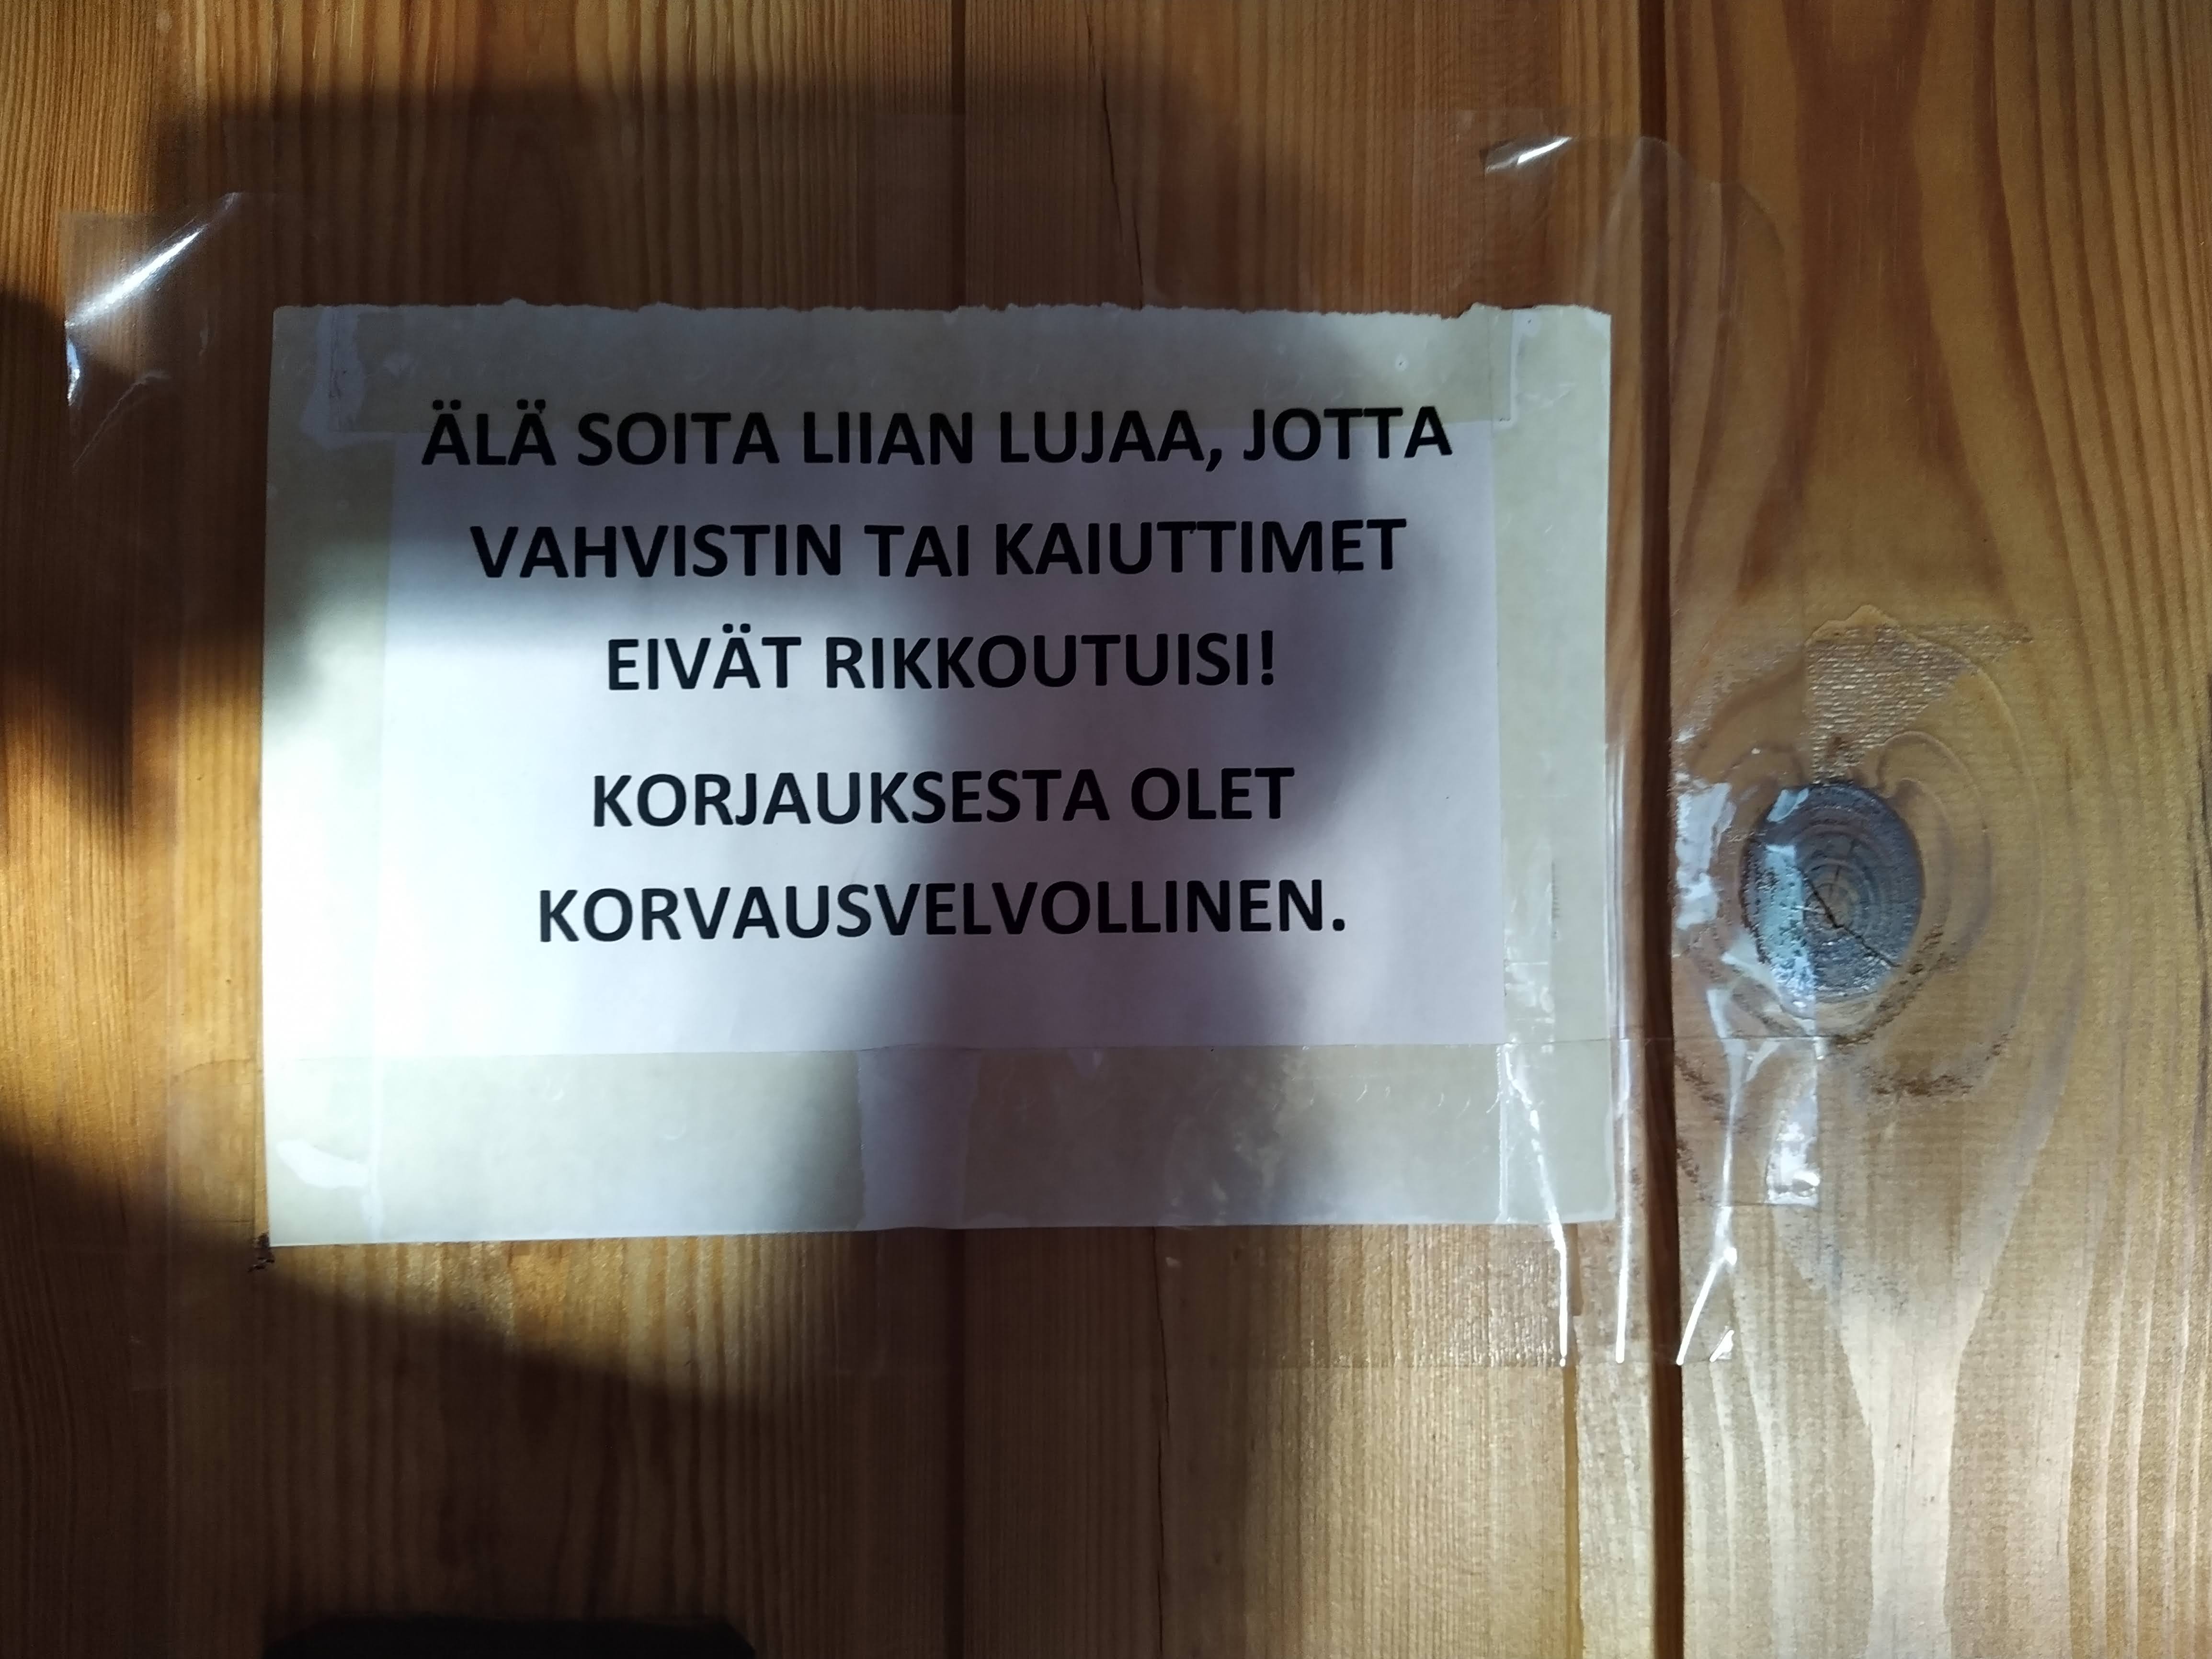 ÄLÄ SOITA LIIAN LUJAA, JOTTA
VAHVISTIN TAI KAIUTTIMET
EIVÄT RIKKOUTUISI!
KORJAUKSESTA OLET
KORVAUSVELVOLLINEN.